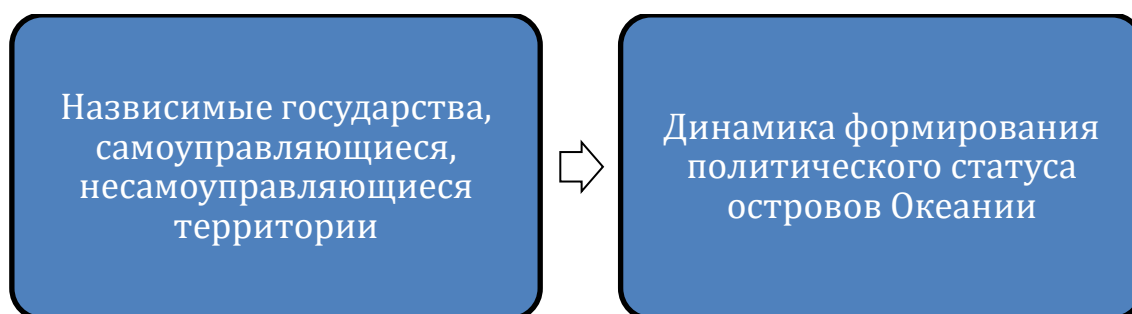 Назвисимые государства,
самоуправляющиеся,
несамоуправляющиеся
территории
Динамика формирования
политического статуса
островов Океании